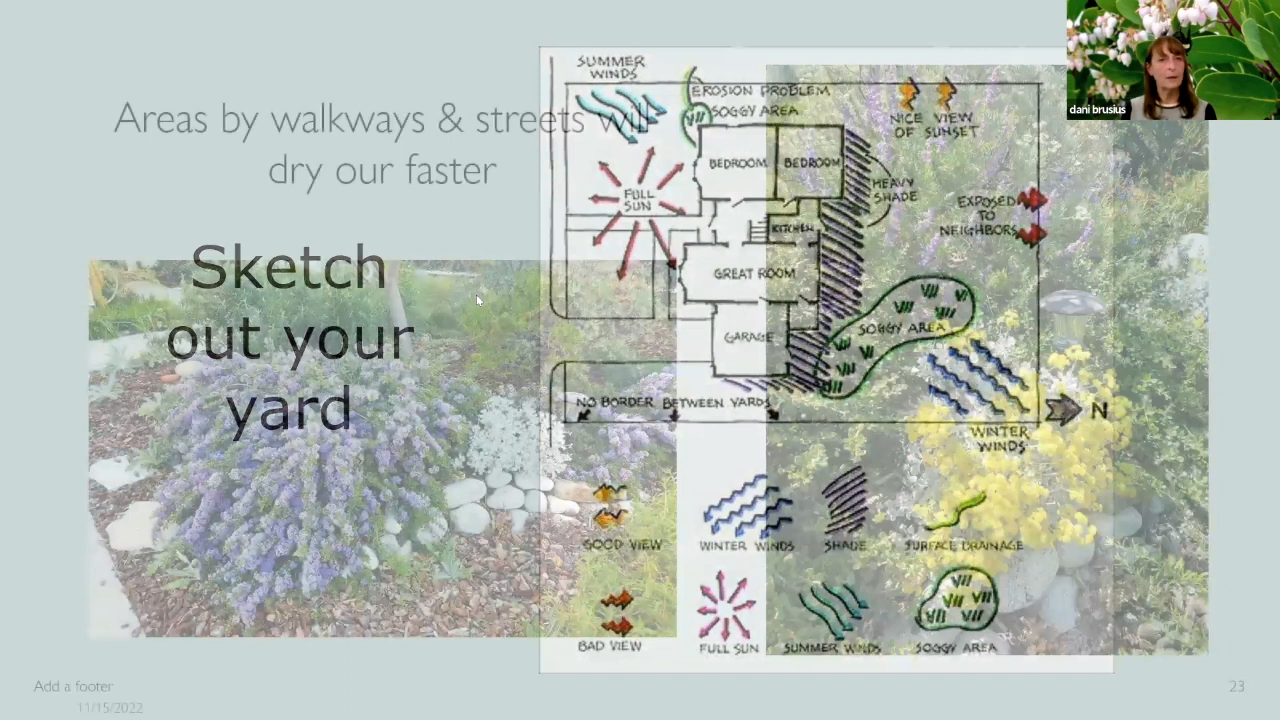 dani brusius
Areas by walkways & streets will
dry our faster
Sketch
out your
yard
SUMMER
WINDS
EROSION PROBLEM
SOGGY AREA
NICE VIEW
OF SUNSET
BEDROOM
BEDROOM
FULL
SUN
HEAVY
SHADE
EXPOSED
TO
NEIGHBORS
KITCHEN
GREAT ROOM
SOGGY AREA
GARAGE
NO BORDER BETWEEN YARDS
N
WINTER
WINDS
GOOD VIEW
WINTER WINDS
SHADE
SURFACE DRAINAGE
BAD VIEW
FULL SUN
SUMMER WINDS
SOGGY AREA
Add a footer
23
11/15/2022